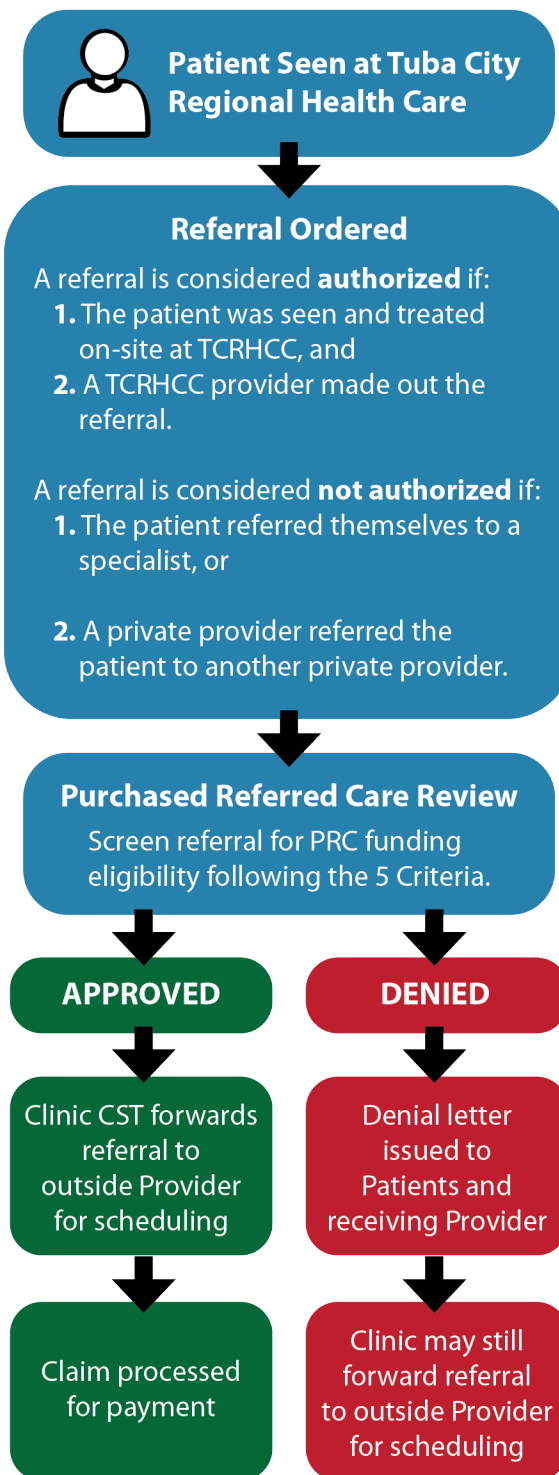 Patient Seen at Tuba City
Regional Health Care
Referral Ordered
A referral is considered authorized if:
1. The patient was seen and treated
on-site at TCRHCC, and
2. A TCRHCC provider made out the
referral.
A referral is considered not authorized if:
1. The patient referred themselves to a
specialist, or
2. A private provider referred the
patient to another private provider.
Purchased Referred Care Review
Screen referral for PRC funding
eligibility following the 5 Criteria.
APPROVED
Clinic CST forwards
referral to
outside Provider
for scheduling
Claim processed
for payment
DENIED
Denial letter
issued to
Patients and
receiving Provider
Clinic may still
forward referral
to outside Provider
for scheduling